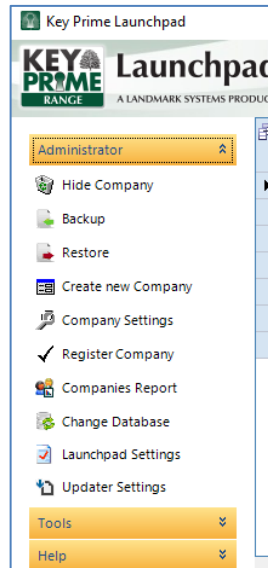 Key Prime Launchpad
KEY
PRIME
RANGE
Launchpad
A LANDMARK SYSTEMS PRODUC
Administrator
Hide Company
Backup
Restore
Create new Company
Company Settings
Register Company
Companies Report
Change Database
Launchpad Settings
Updater Settings
Tools
Help